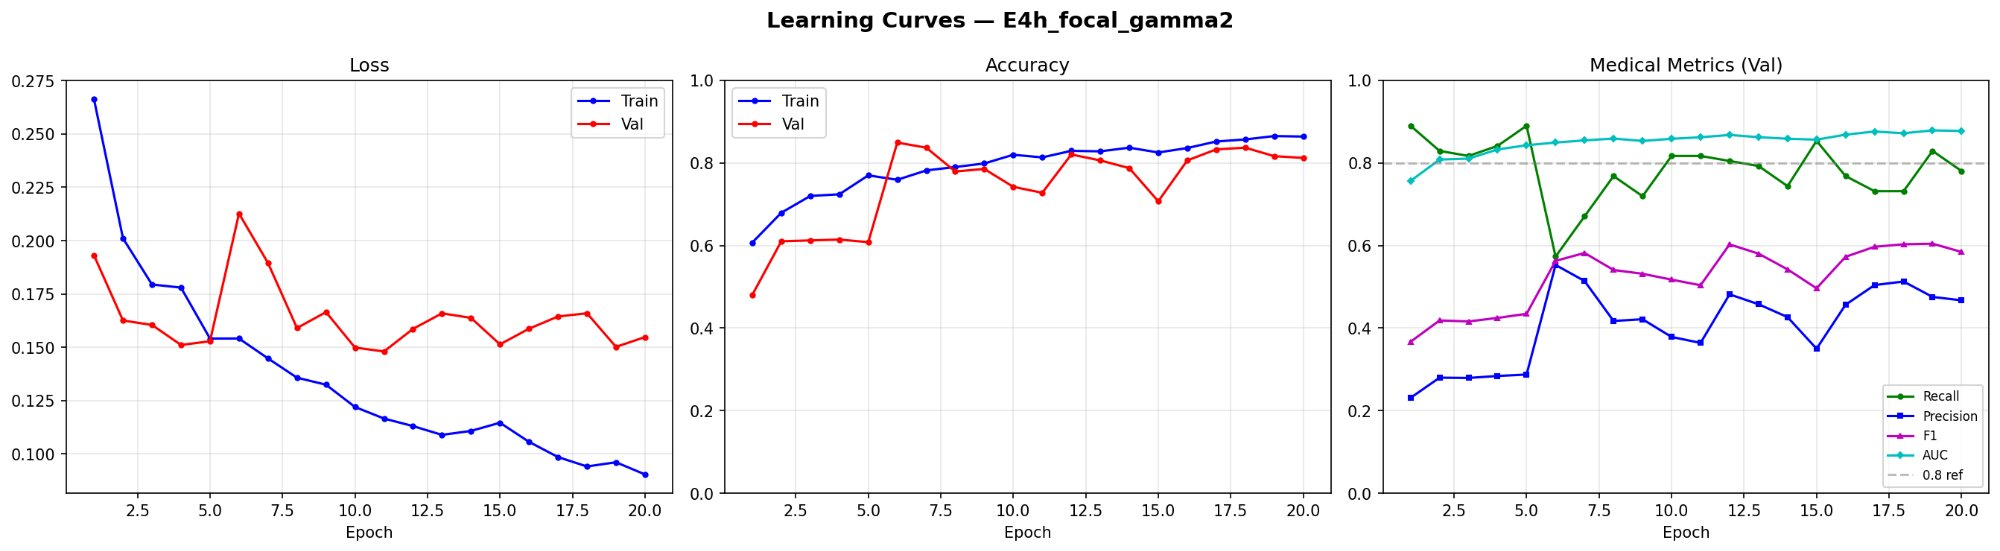 Learning Curves — E4h_focal_gamma2
Loss
0.275
0.250
0.225
0.200
0.175
0.150
0.125
0.100
Train
Val
2.5 5.0 7.5 10.0 12.5 15.0 17.5 20.0
Epoch
Accuracy
1.0
0.8
0.6
0.4
0.2
0.0
Train
Val
2.5 5.0 7.5 10.0 12.5 15.0 17.5 20.0
Epoch
Medical Metrics (Val)
1.0
0.8
0.6
0.4
0.2
0.0
Recall
Precision
F1
AUC
0.8 ref
2.5 5.0 7.5 10.0 12.5 15.0 17.5 20.0
Epoch